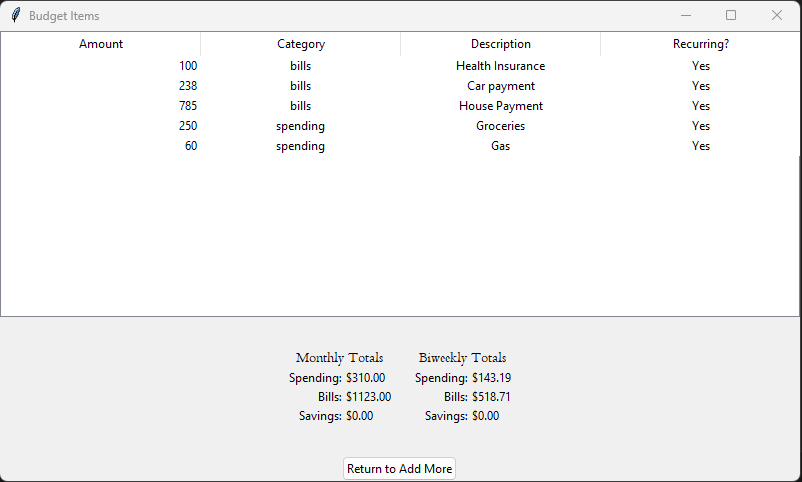 Budget Items
Amount Category Description Recurring?
100 bills Health Insurance Yes
238 bills Car payment Yes
785 bills House Payment Yes
250 spending Groceries Yes
60 spending Gas Yes
Monthly Totals Biweekly Totals
Spending: $310.00 Spending: $143.19
Bills: $1123.00 Bills: $518.71
Savings: $0.00 Savings: $0.00
Return to Add More